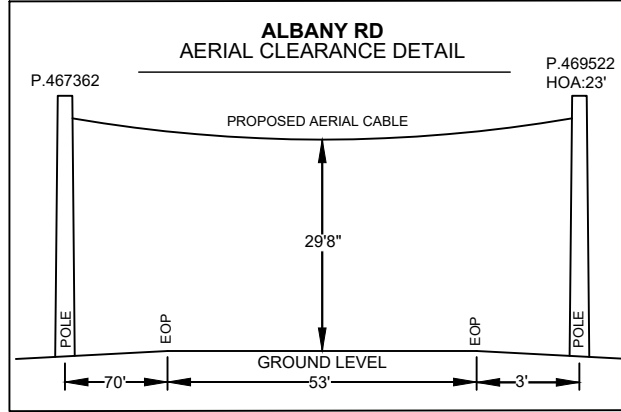 ALBANY RD
AERIAL CLEARANCE DETAIL
P.467362
P.469522
HOA:23'
PROPOSED AERIAL CABLE
29'8"
POLE
EOP
EOP
POLE
GROUND LEVEL
70'
53'
3'